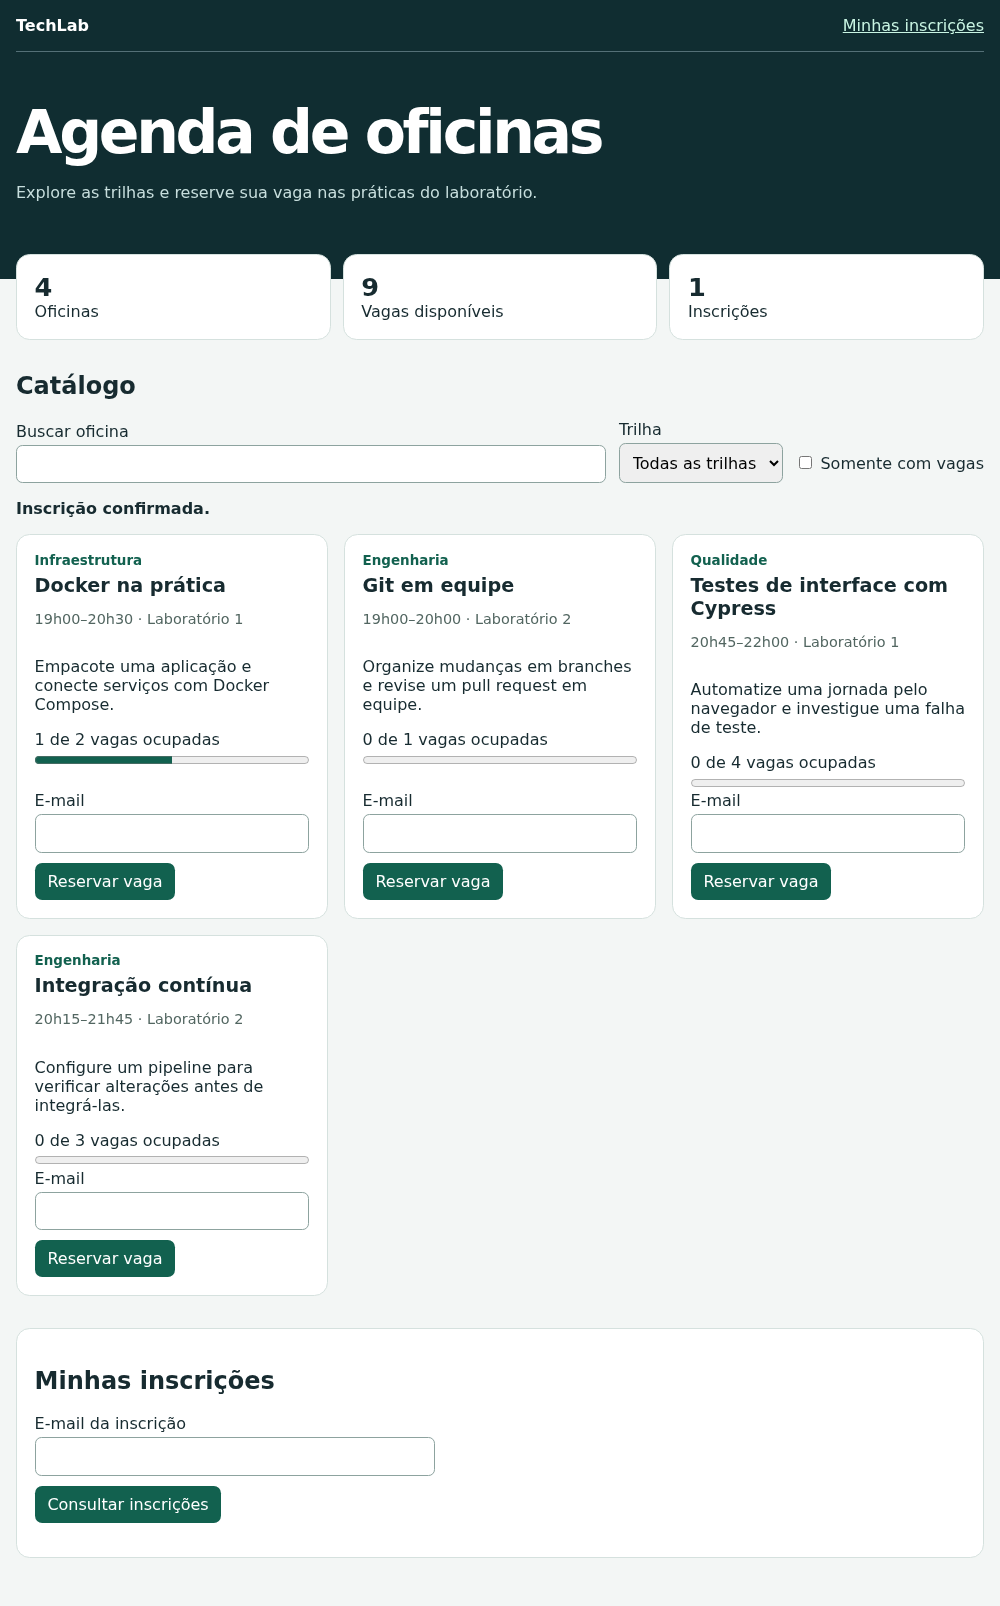 TechLab
Minhas inscrições
Agenda de oficinas
Explore as trilhas e reserve sua vaga nas práticas do laboratório.
4
Oficinas
9
Vagas disponíveis
1
Inscrições
Catálogo
Buscar oficina
Trilha
Todas as trilhas
Somente com vagas
Inscrição confirmada.
Infraestrutura
Docker na prática
19h00–20h30 · Laboratório 1
Empacote uma aplicação e
conecte serviços com Docker
Compose.
1 de 2 vagas ocupadas
E-mail
Reservar vaga
Engenharia
Git em equipe
19h00–20h00 · Laboratório 2
Organize mudanças em branches
e revise um pull request em
equipe.
0 de 1 vagas ocupadas
E-mail
Reservar vaga
Qualidade
Testes de interface com
Cypress
20h45–22h00 · Laboratório 1
Automatize uma jornada pelo
navegador e investigue uma falha
de teste.
0 de 4 vagas ocupadas
E-mail
Reservar vaga
Engenharia
Integração contínua
20h15–21h45 · Laboratório 2
Configure um pipeline para
verificar alterações antes de
integrá-las.
0 de 3 vagas ocupadas
E-mail
Reservar vaga
Minhas inscrições
E-mail da inscrição
Consultar inscrições